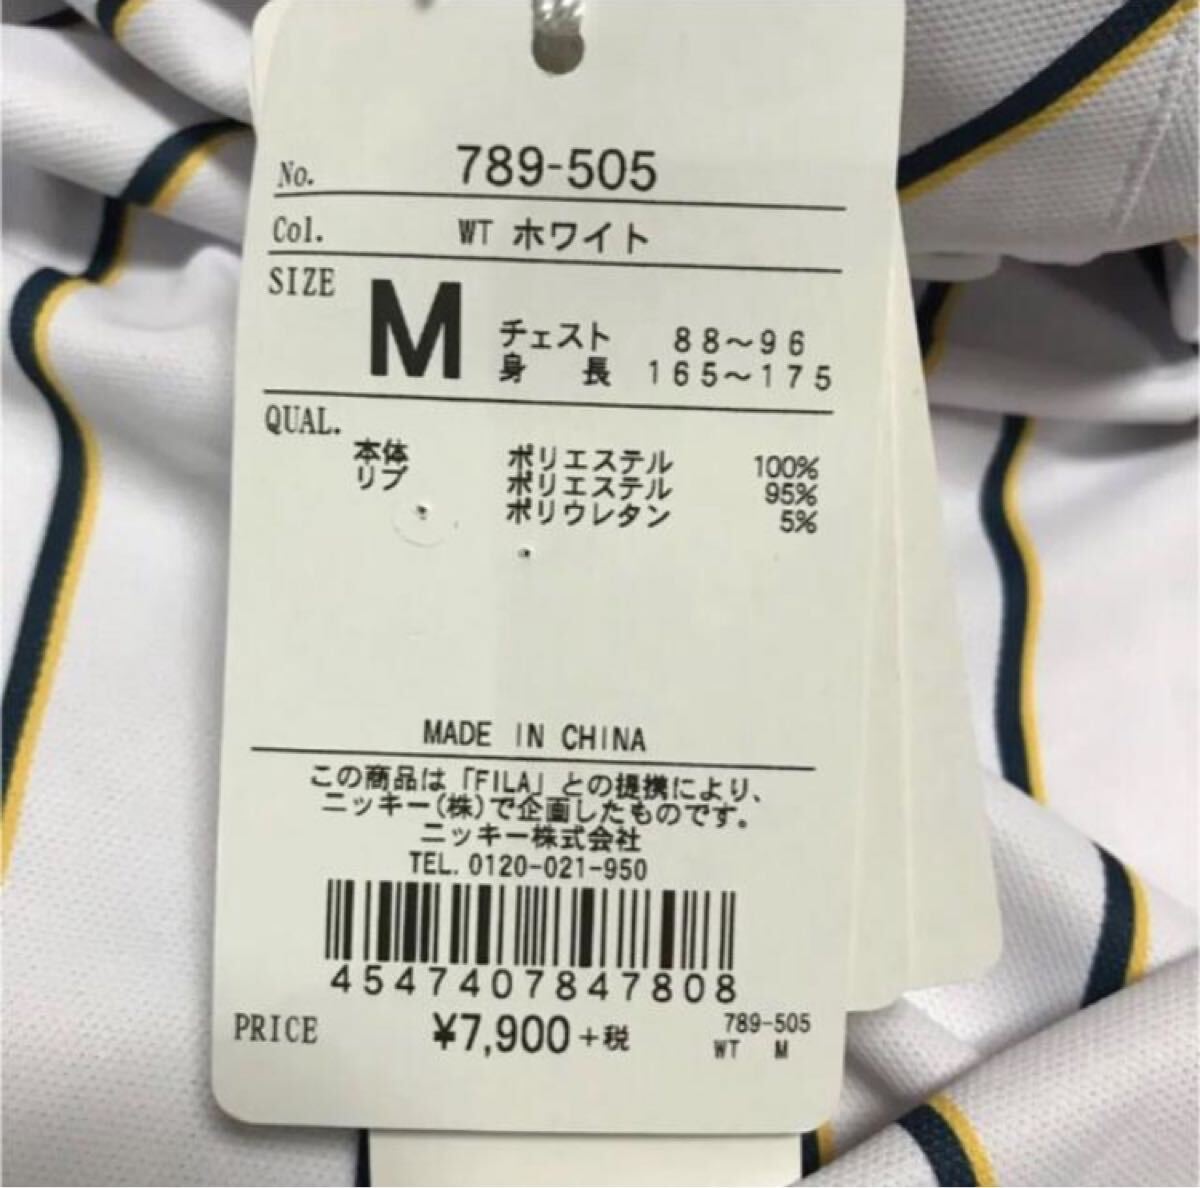 No. 789-505
Col. WT ホワイト
SIZE M チェスト 88～96
身長 165～175
QUAL.
本体 ポリエステル 100%
リブ ポリエステル 95%
ポリウレタン 5%
MADE IN CHINA
この商品は「FILA」との提携により、
ニッキー(株)で企画したものです。
ニッキー株式会社
TEL. 0120-021-950
4547407847808
PRICE ¥7,900+税 789-505
WT M